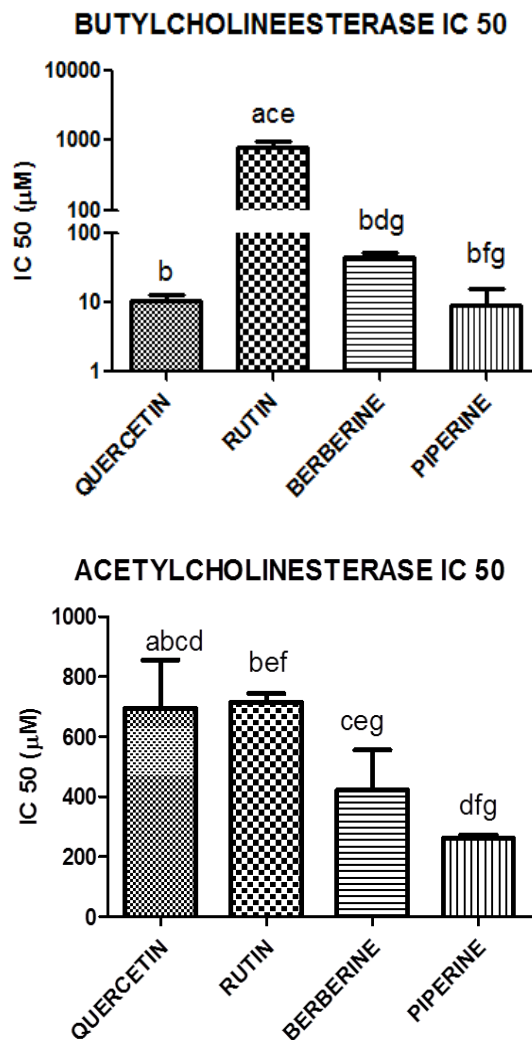 BUTYLCHOLINEESTERASE IC 50
10000
1000
100
100
10
1
IC 50 (μM)
b
ace
bdg
bfg
QUERCETIN
RUTIN
BERBERINE
PIPERINE
ACETYLCHOLINESTERASE IC 50
1000
800
600
400
200
0
IC 50 (μM)
abcd
bef
ceg
dfg
QUERCETIN
RUTIN
BERBERINE
PIPERINE